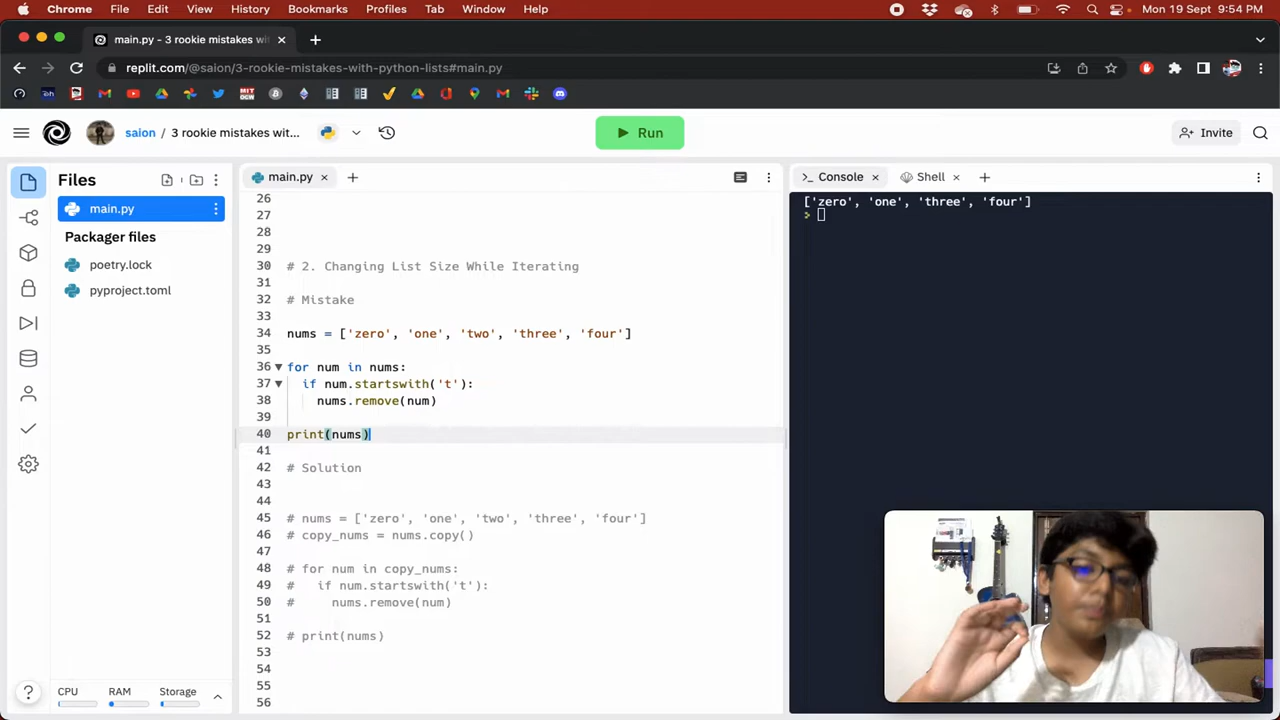 Chrome File Edit View History Bookmarks Profiles Tab Window Help Mon 19 Sept 9:54 PM
main.py - 3 rookie mistakes wi
replit.com/@saion/3-rookie-mistakes-with-python-lists#main.py
saion / 3 rookie mistakes wit... Run Invite
Files main.py Console Shell
main.py
Packager files
poetry.lock
pyproject.toml
CPU RAM Storage
26
27
28
29
30 # 2. Changing List Size While Iterating
31
32 # Mistake
33
34 nums = ['zero', 'one', 'two', 'three', 'four']
35
36 for num in nums:
37 if num.startswith('t'):
38 nums.remove(num)
39
40 print(nums)
41
42 # Solution
43
44
45 # nums = ['zero', 'one', 'two', 'three', 'four']
46 # copy_nums = nums.copy()
47
48 # for num in copy_nums:
49 # if num.startswith('t'):
50 # nums.remove(num)
51
52 # print(nums)
53
54
55
56
['zero', 'one', 'three', 'four']
>